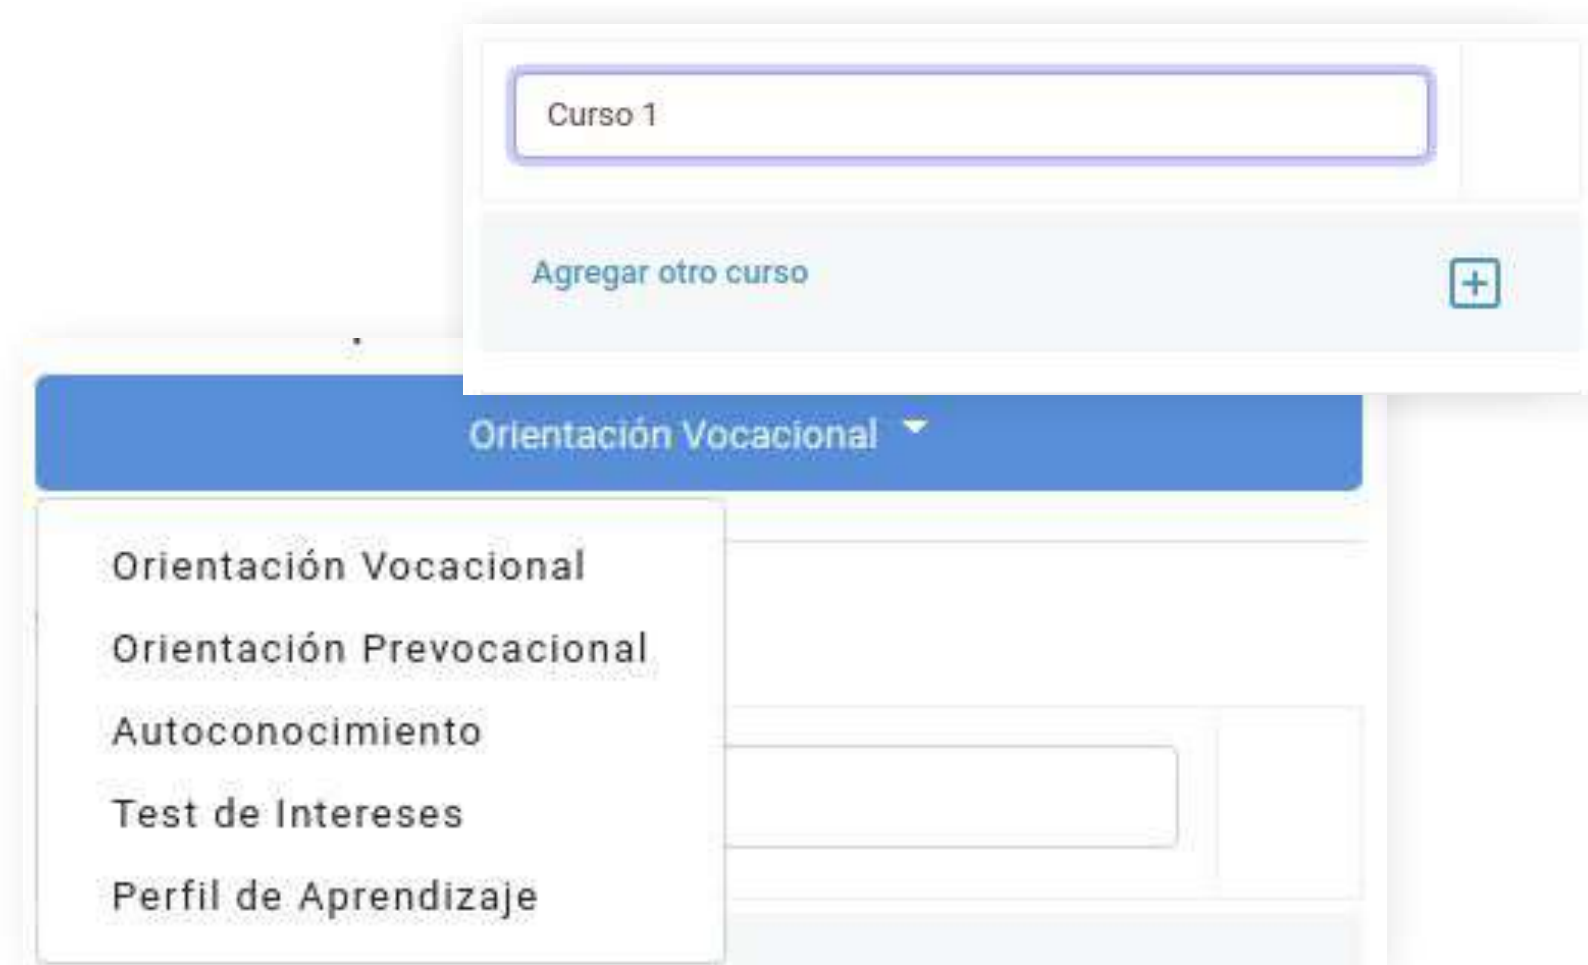 Curso 1
Agregar otro curso
Orientación Vocacional
Orientación Vocacional
Orientación Prevocacional
Autoconocimiento
Test de Intereses
Perfil de Aprendizaje